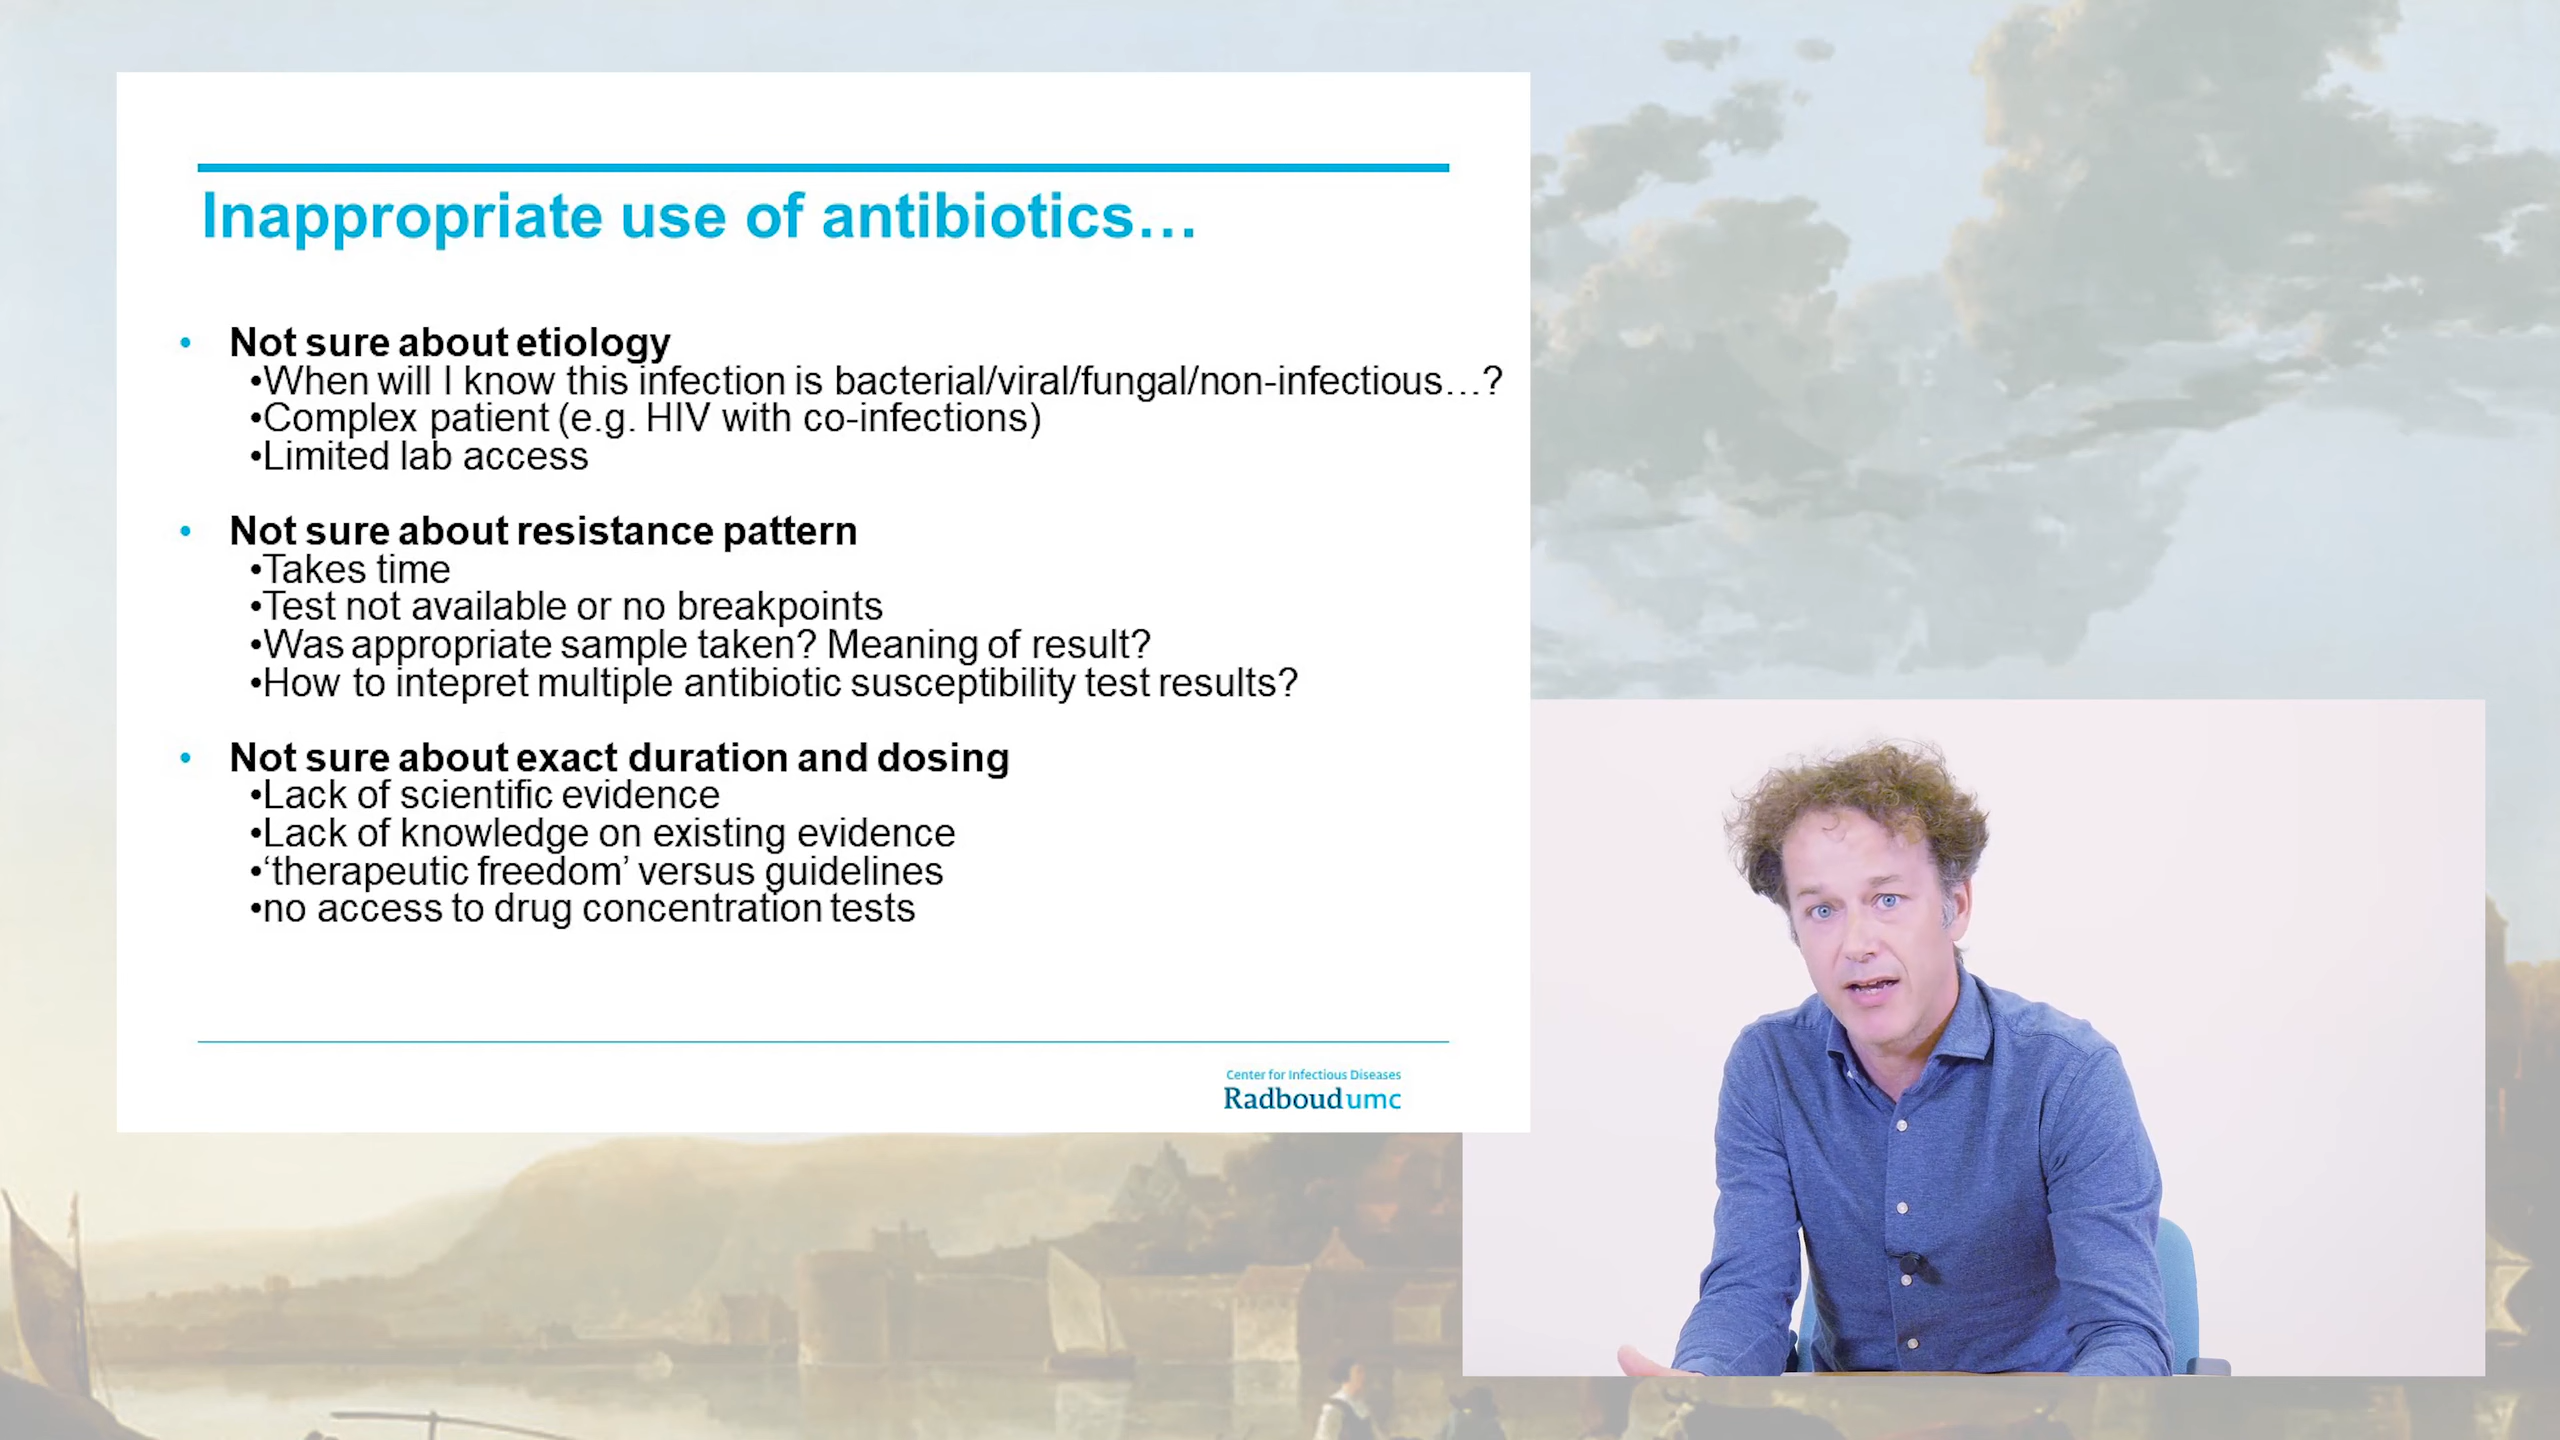 Inappropriate use of antibiotics…
• Not sure about etiology
•When will I know this infection is bacterial/viral/fungal/non-infectious…?
•Complex patient (e.g. HIV with co-infections)
•Limited lab access
• Not sure about resistance pattern
•Takes time
•Test not available or no breakpoints
•Was appropriate sample taken? Meaning of result?
•How to intepret multiple antibiotic susceptibility test results?
• Not sure about exact duration and dosing
•Lack of scientific evidence
•Lack of knowledge on existing evidence
•‘therapeutic freedom’ versus guidelines
•no access to drug concentration tests
Center for Infectious Diseases
Radboudumc